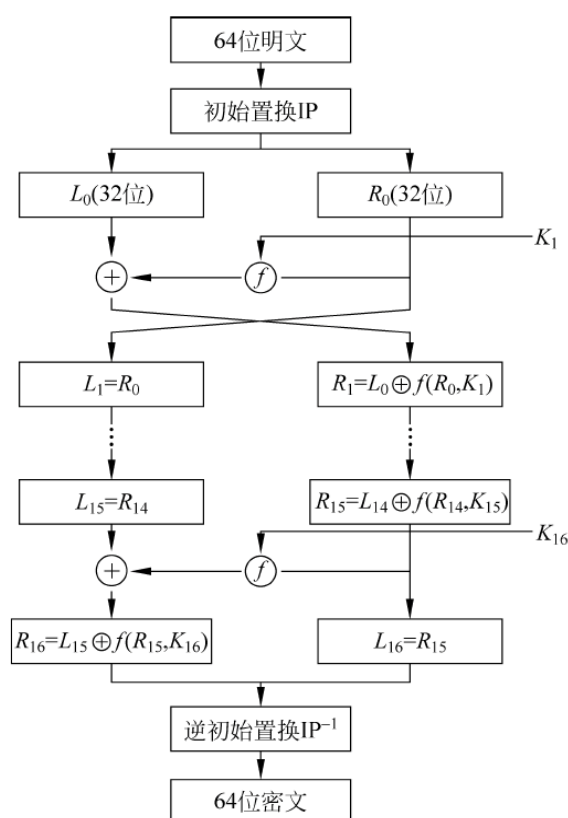 64位明文
初始置换IP
L₀(32位)
R₀(32位)
K₁
+
f
L₁=R₀
R₁=L₀⊕f(R₀,K₁)
L₁₅=R₁₄
R₁₅=L₁₄⊕f(R₁₄,K₁₅)
K₁₆
+
f
R₁₆=L₁₅⊕f(R₁₅,K₁₆)
L₁₆=R₁₅
逆初始置换IP⁻¹
64位密文